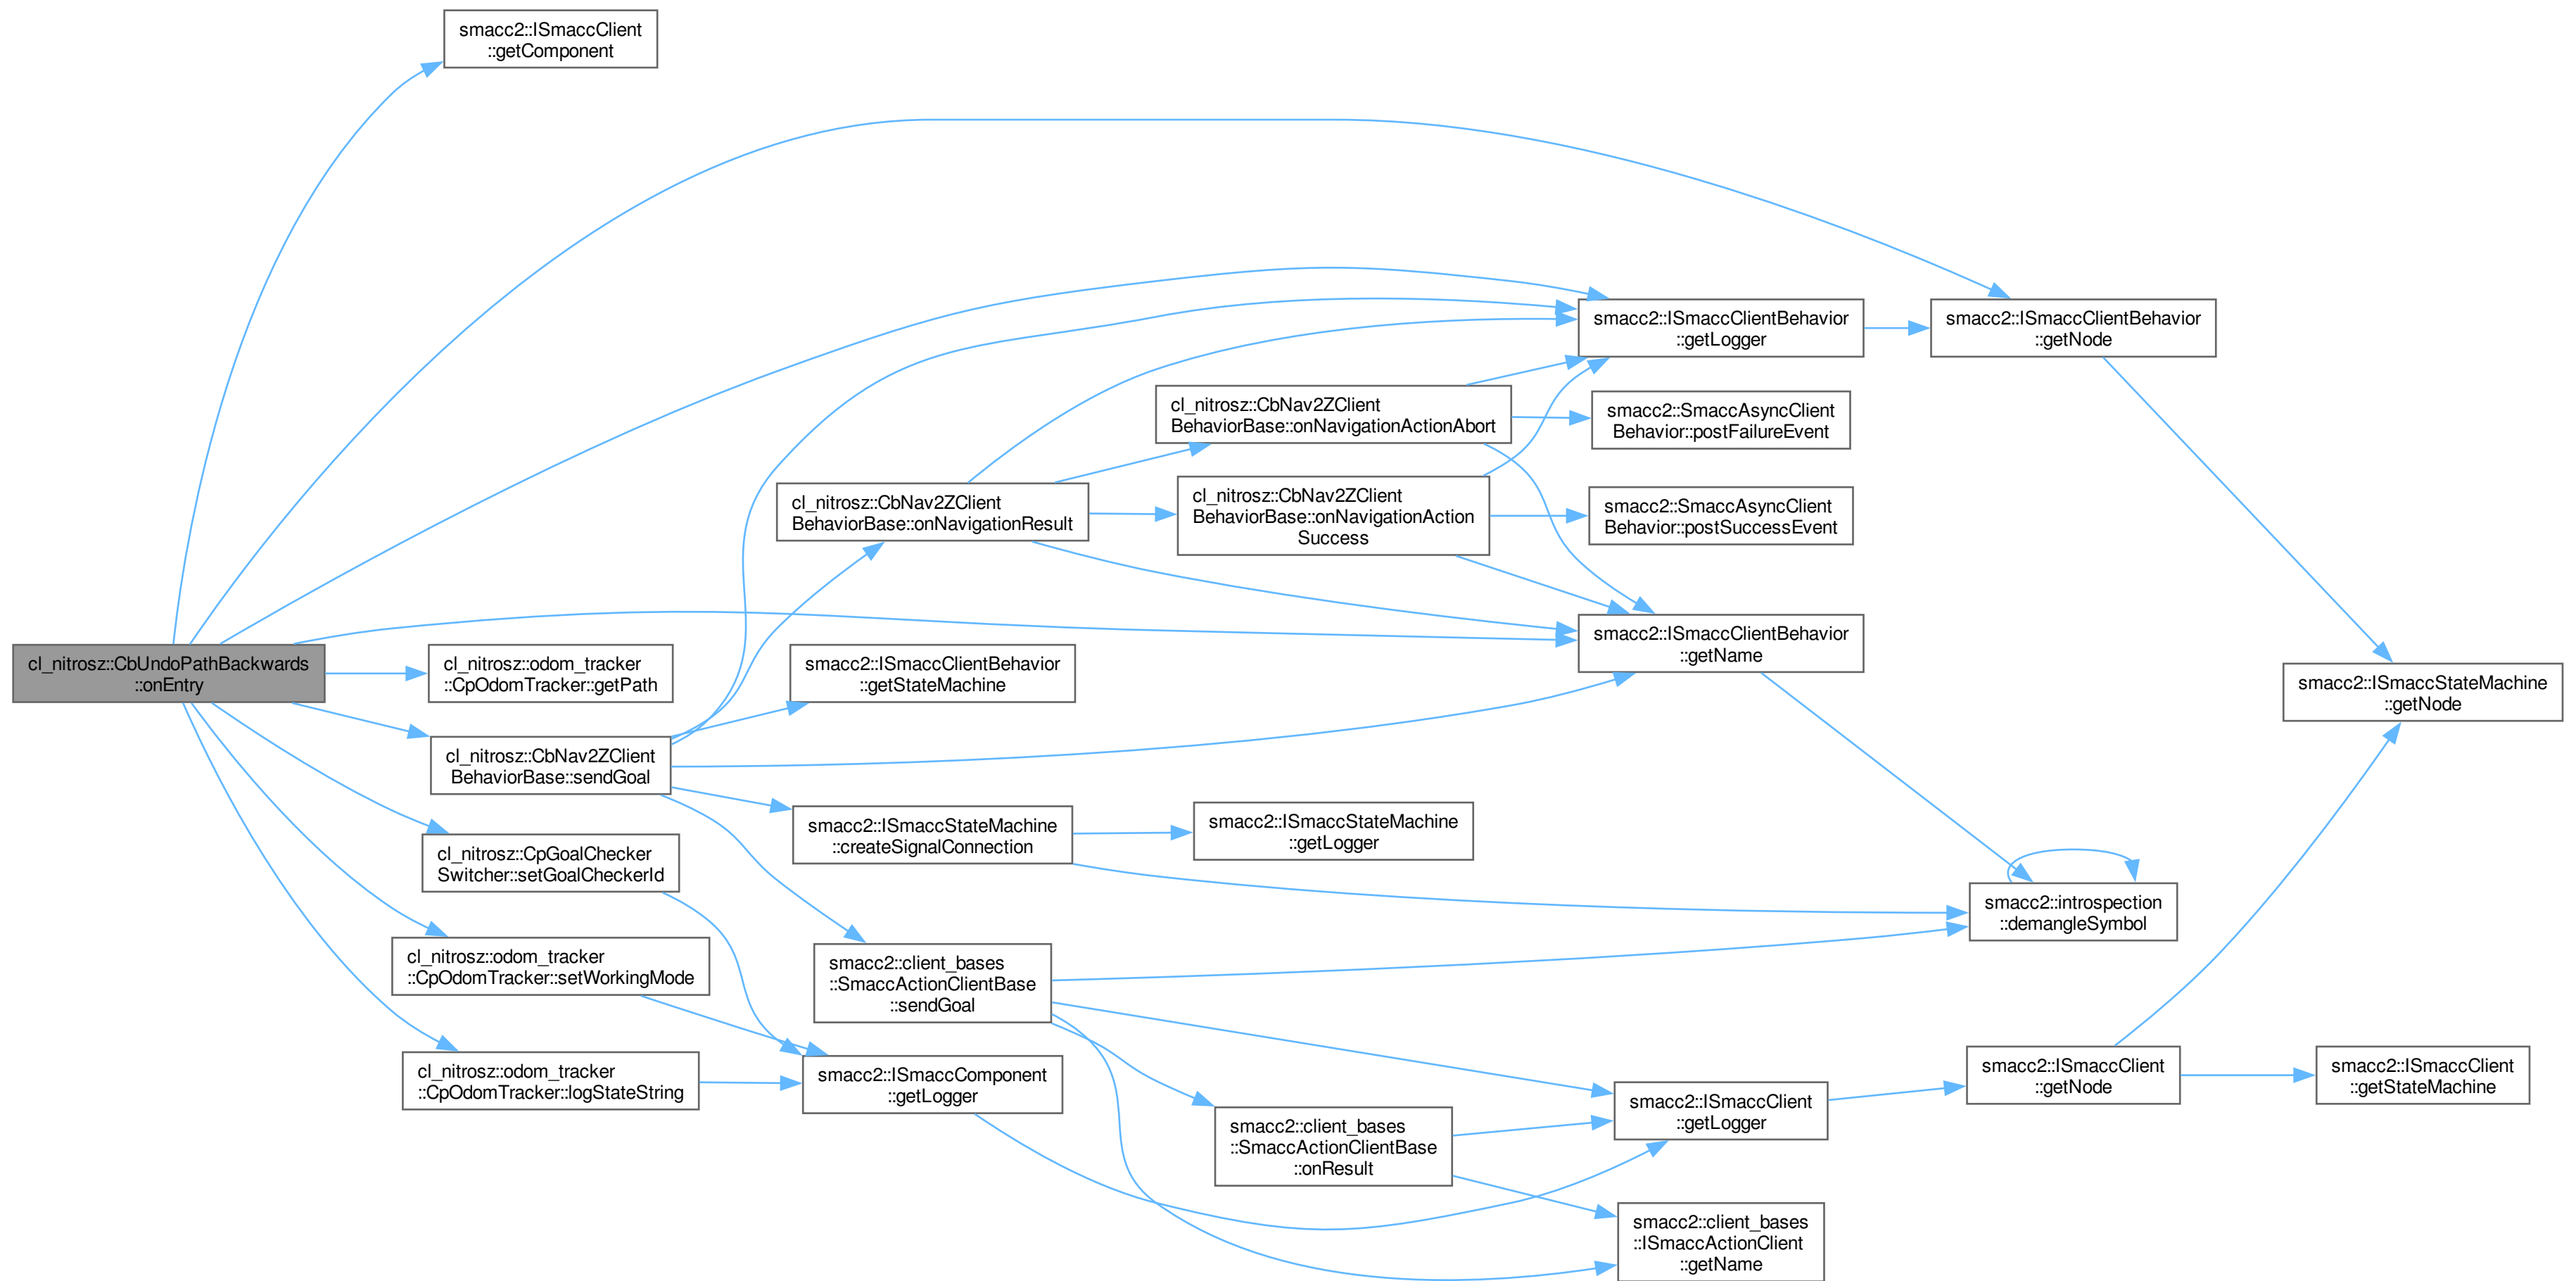 smacc2::ISmaccClient
::getComponent
smacc2::ISmaccClientBehavior
::getLogger
smacc2::ISmaccClientBehavior
::getNode
cl_nitrosz::CbNav2ZClient
BehaviorBase::onNavigationActionAbort
smacc2::SmaccAsyncClient
Behavior::postFailureEvent
cl_nitrosz::CbNav2ZClient
BehaviorBase::onNavigationResult
cl_nitrosz::CbNav2ZClient
BehaviorBase::onNavigationAction
Success
smacc2::SmaccAsyncClient
Behavior::postSuccessEvent
smacc2::ISmaccClientBehavior
::getName
cl_nitrosz::CbUndoPathBackwards
::onEntry
cl_nitrosz::odom_tracker
::CpOdomTracker::getPath
smacc2::ISmaccClientBehavior
::getStateMachine
smacc2::ISmaccStateMachine
::getNode
cl_nitrosz::CbNav2ZClient
BehaviorBase::sendGoal
smacc2::ISmaccStateMachine
::createSignalConnection
smacc2::ISmaccStateMachine
::getLogger
cl_nitrosz::CpGoalChecker
Switcher::setGoalCheckerId
smacc2::introspection
::demangleSymbol
cl_nitrosz::odom_tracker
::CpOdomTracker::setWorkingMode
smacc2::client_bases
::SmaccActionClientBase
::sendGoal
cl_nitrosz::odom_tracker
::CpOdomTracker::logStateString
smacc2::ISmaccComponent
::getLogger
smacc2::ISmaccClient
::getLogger
smacc2::ISmaccClient
::getNode
smacc2::ISmaccClient
::getStateMachine
smacc2::client_bases
::SmaccActionClientBase
::onResult
smacc2::client_bases
::ISmaccActionClient
::getName